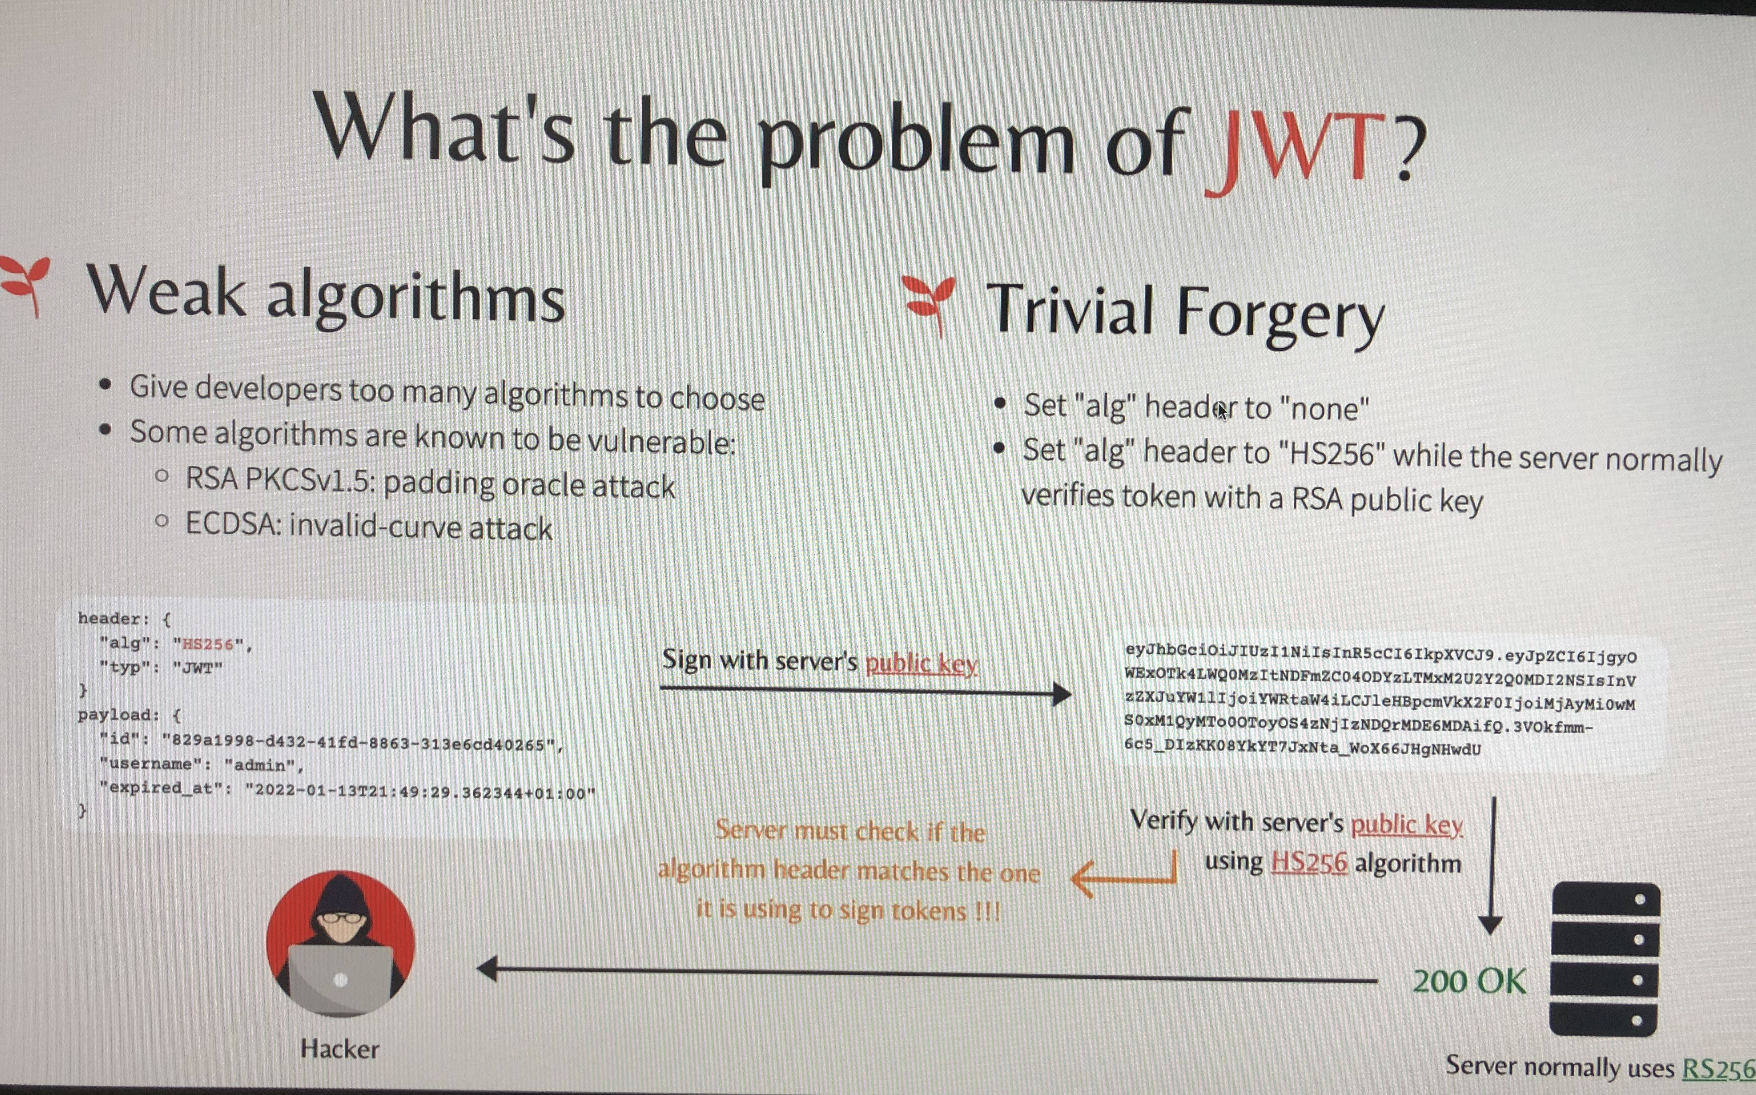 What's the problem of JWT?
Weak algorithms
• Give developers too many algorithms to choose
• Some algorithms are known to be vulnerable:
○ RSA PKCSv1.5: padding oracle attack
○ ECDSA: invalid-curve attack
Trivial Forgery
• Set "alg" header to "none"
• Set "alg" header to "HS256" while the server normally
verifies token with a RSA public key
header: {
"alg": "HS256",
"typ": "JWT"
}
payload: {
"id": "829a1998-d432-41fd-8863-313e6cd40265",
"username": "admin",
"expired_at": "2022-01-13T21:49:29.362344+01:00"
}
Sign with server's public key
eyJhbGciOiJIUzI1NiIsInR5cCI6IkpXVCJ9.eyJpZCI6IjgyO
WExOTk4LWQ0MzItNDFmZC04ODYzLTMxM2U2Y2Q0MDI2NSIsInV
zZXJuYW1lIjoiYWRtaW4iLCJleHBpcmVkX2F0IjoiMjAyMi0wM
S0xM1QyMTo0OToyOS4zNjIzNDQrMDE6MDAifQ.3VOkfmm-
6c5_DIzKK08YkYT7JxNta_WoX66JHgNHwdU
Verify with server's public key
using HS256 algorithm
Server must check if the
algorithm header matches the one
it is using to sign tokens !!!
200 OK
Hacker
Server normally uses RS256